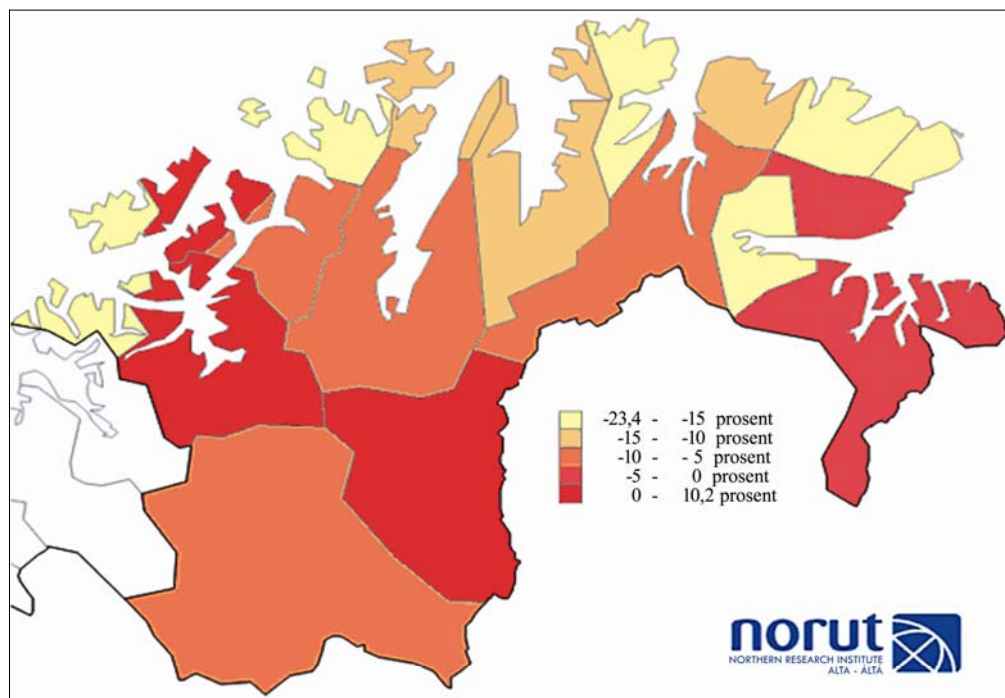 -23,4 - -15 prosent
-15 - -10 prosent
-10 - - 5 prosent
-5 - 0 prosent
0 - 10,2 prosent
norut
NORTHERN RESEARCH INSTITUTE
ALTA - ÁLTÁ